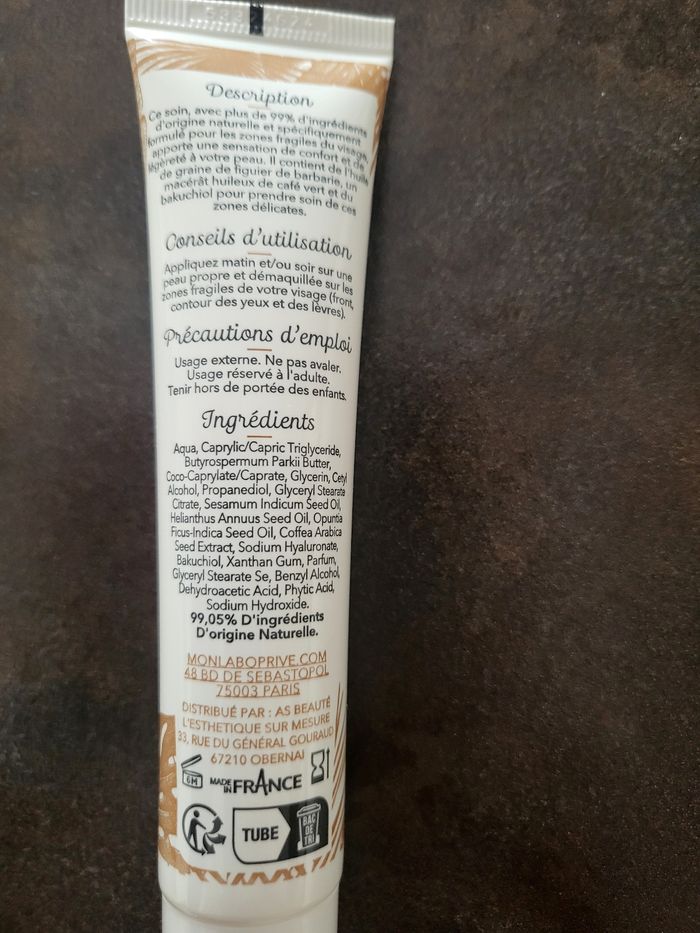 Description
Ce soin, avec plus de 99% d'ingrédients
d'origine naturelle et spécifiquement
formulé pour les zones fragiles du visage,
apporte une sensation de confort et de
légèreté à votre peau. Il contient de l'huile
de graine de figuier de barbarie, un
macérât huileux de café vert et du
bakuchiol pour prendre soin de ces
zones délicates.
Conseils d'utilisation
Appliquez matin et/ou soir sur une
peau propre et démaquillée sur les
zones fragiles de votre visage (front,
contour des yeux et des lèvres).
Précautions d'emploi
Usage externe. Ne pas avaler.
Usage réservé à l'adulte.
Tenir hors de portée des enfants.
Ingrédients
Aqua, Caprylic/Capric Triglyceride,
Butyrospermum Parkii Butter,
Coco-Caprylate/Caprate, Glycerin, Cetyl
Alcohol, Propanediol, Glyceryl Stearate
Citrate, Sesamum Indicum Seed Oil,
Helianthus Annuus Seed Oil, Opuntia
Ficus-Indica Seed Oil, Coffea Arabica
Seed Extract, Sodium Hyaluronate,
Bakuchiol, Xanthan Gum, Parfum,
Glyceryl Stearate Se, Benzyl Alcohol,
Dehydroacetic Acid, Phytic Acid,
Sodium Hydroxide.
99,05% D'ingrédients
D'origine Naturelle.
MONLABOPRIVE.COM
48 BD DE SEBASTOPOL
75003 PARIS
DISTRIBUÉ PAR : AS BEAUTÉ
L'ESTHETIQUE SUR MESURE
33, RUE DU GÉNÉRAL GOURAUD
67210 OBERNAI
6M
MADE IN FRANCE
TUBE
BAC DE TRI